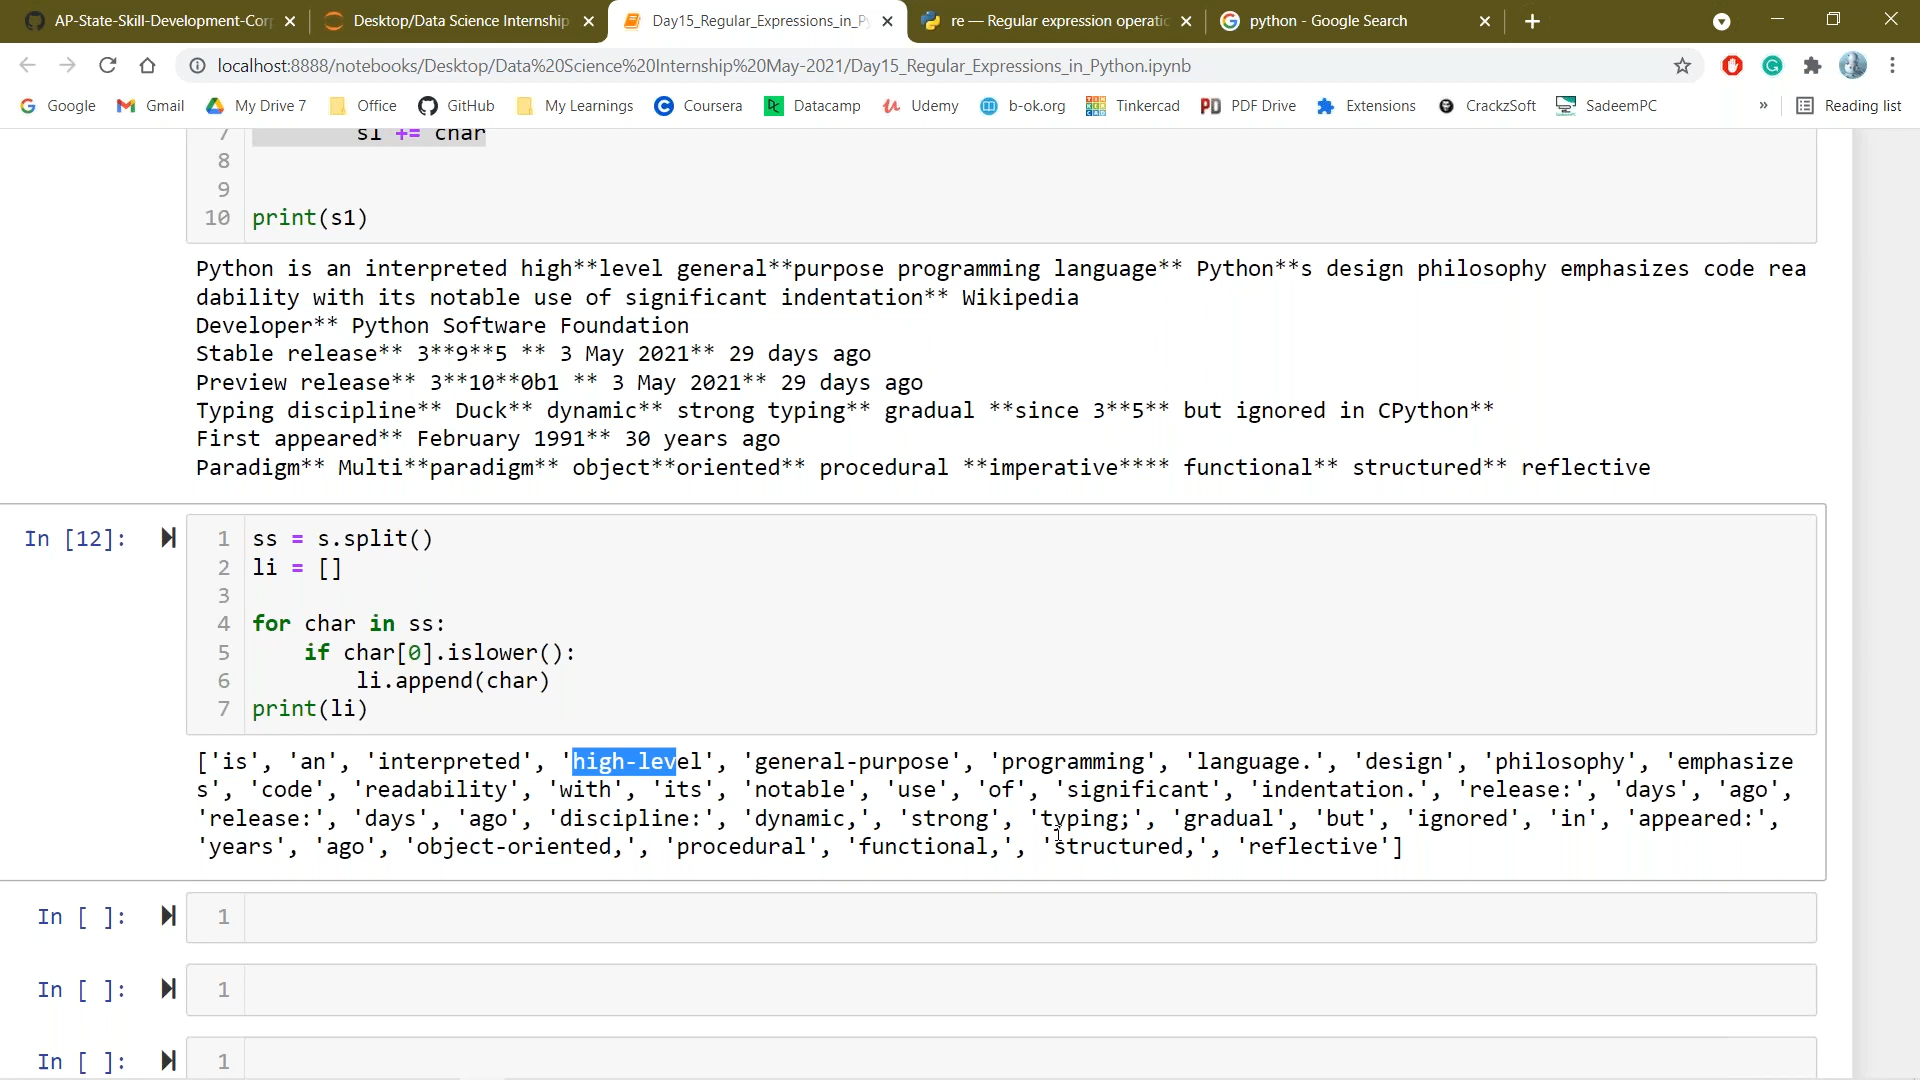 AP-State-Skill-Development-Cor
Desktop/Data Science Internship
Day15_Regular_Expressions_in_Py
re — Regular expression operatio
python - Google Search
localhost:8888/notebooks/Desktop/Data%20Science%20Internship%20May-2021/Day15_Regular_Expressions_in_Python.ipynb
Google Gmail My Drive 7 Office GitHub My Learnings Coursera Datacamp Udemy b-ok.org Tinkercad PDF Drive Extensions CrackzSoft SadeemPC » Reading list
7 s1 += char
8
9
10 print(s1)
Python is an interpreted high**level general**purpose programming language** Python**s design philosophy emphasizes code rea
dability with its notable use of significant indentation** Wikipedia
Developer** Python Software Foundation
Stable release** 3**9**5 ** 3 May 2021** 29 days ago
Preview release** 3**10**0b1 ** 3 May 2021** 29 days ago
Typing discipline** Duck** dynamic** strong typing** gradual **since 3**5** but ignored in CPython**
First appeared** February 1991** 30 years ago
Paradigm** Multi**paradigm** object**oriented** procedural **imperative**** functional** structured** reflective
In [12]: 1 ss = s.split()
2 li = []
3
4 for char in ss:
5 if char[0].islower():
6 li.append(char)
7 print(li)
['is', 'an', 'interpreted', 'high-level', 'general-purpose', 'programming', 'language.', 'design', 'philosophy', 'emphasize
s', 'code', 'readability', 'with', 'its', 'notable', 'use', 'of', 'significant', 'indentation.', 'release:', 'days', 'ago',
'release:', 'days', 'ago', 'discipline:', 'dynamic,', 'strong', 'typing;', 'gradual', 'but', 'ignored', 'in', 'appeared:',
'years', 'ago', 'object-oriented,', 'procedural', 'functional,', 'structured,', 'reflective']
In [ ]: 1
In [ ]: 1
In [ ]: 1